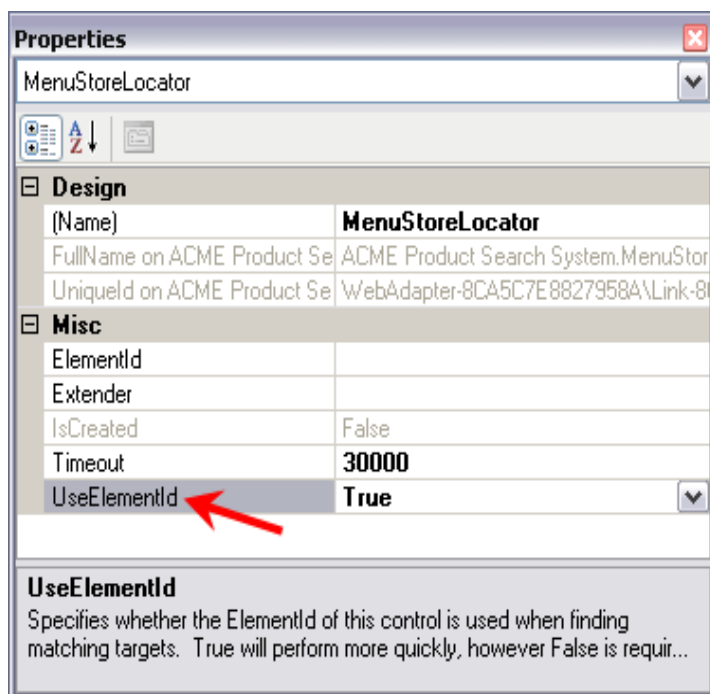 Properties
MenuStoreLocator
A
Z
Design
(Name) MenuStoreLocator
FullName on ACME Product Se ACME Product Search System.MenuStor
UniqueId on ACME Product Se WebAdapter-8CA5C7E8827958A\Link-8
Misc
ElementId
Extender
IsCreated False
Timeout 30000
UseElementId True
UseElementId
Specifies whether the ElementId of this control is used when finding
matching targets. True will perform more quickly, however False is requir...